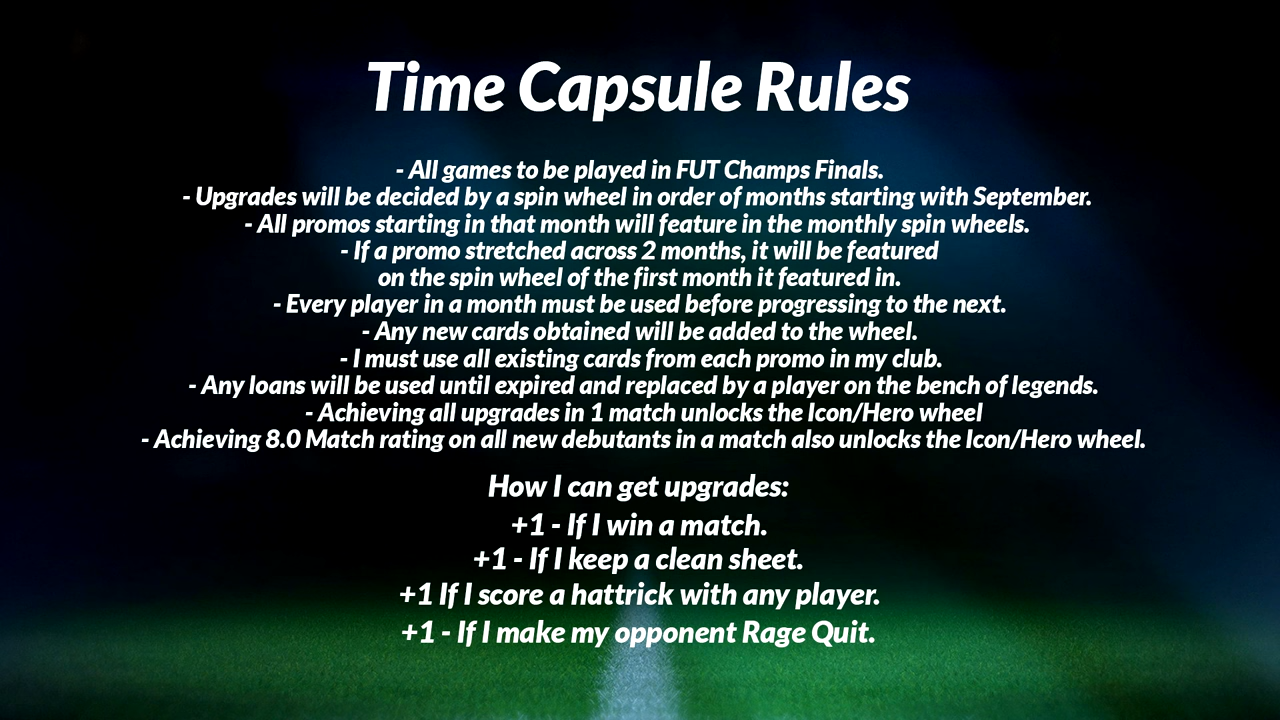 Time Capsule Rules
- All games to be played in FUT Champs Finals.
- Upgrades will be decided by a spin wheel in order of months starting with September.
- All promos starting in that month will feature in the monthly spin wheels.
- If a promo stretched across 2 months, it will be featured
on the spin wheel of the first month it featured in.
- Every player in a month must be used before progressing to the next.
- Any new cards obtained will be added to the wheel.
- I must use all existing cards from each promo in my club.
- Any loans will be used until expired and replaced by a player on the bench of legends.
- Achieving all upgrades in 1 match unlocks the Icon/Hero wheel
- Achieving 8.0 Match rating on all new debutants in a match also unlocks the Icon/Hero wheel.
How I can get upgrades:
+1 - If I win a match.
+1 - If I keep a clean sheet.
+1 If I score a hattrick with any player.
+1 - If I make my opponent Rage Quit.